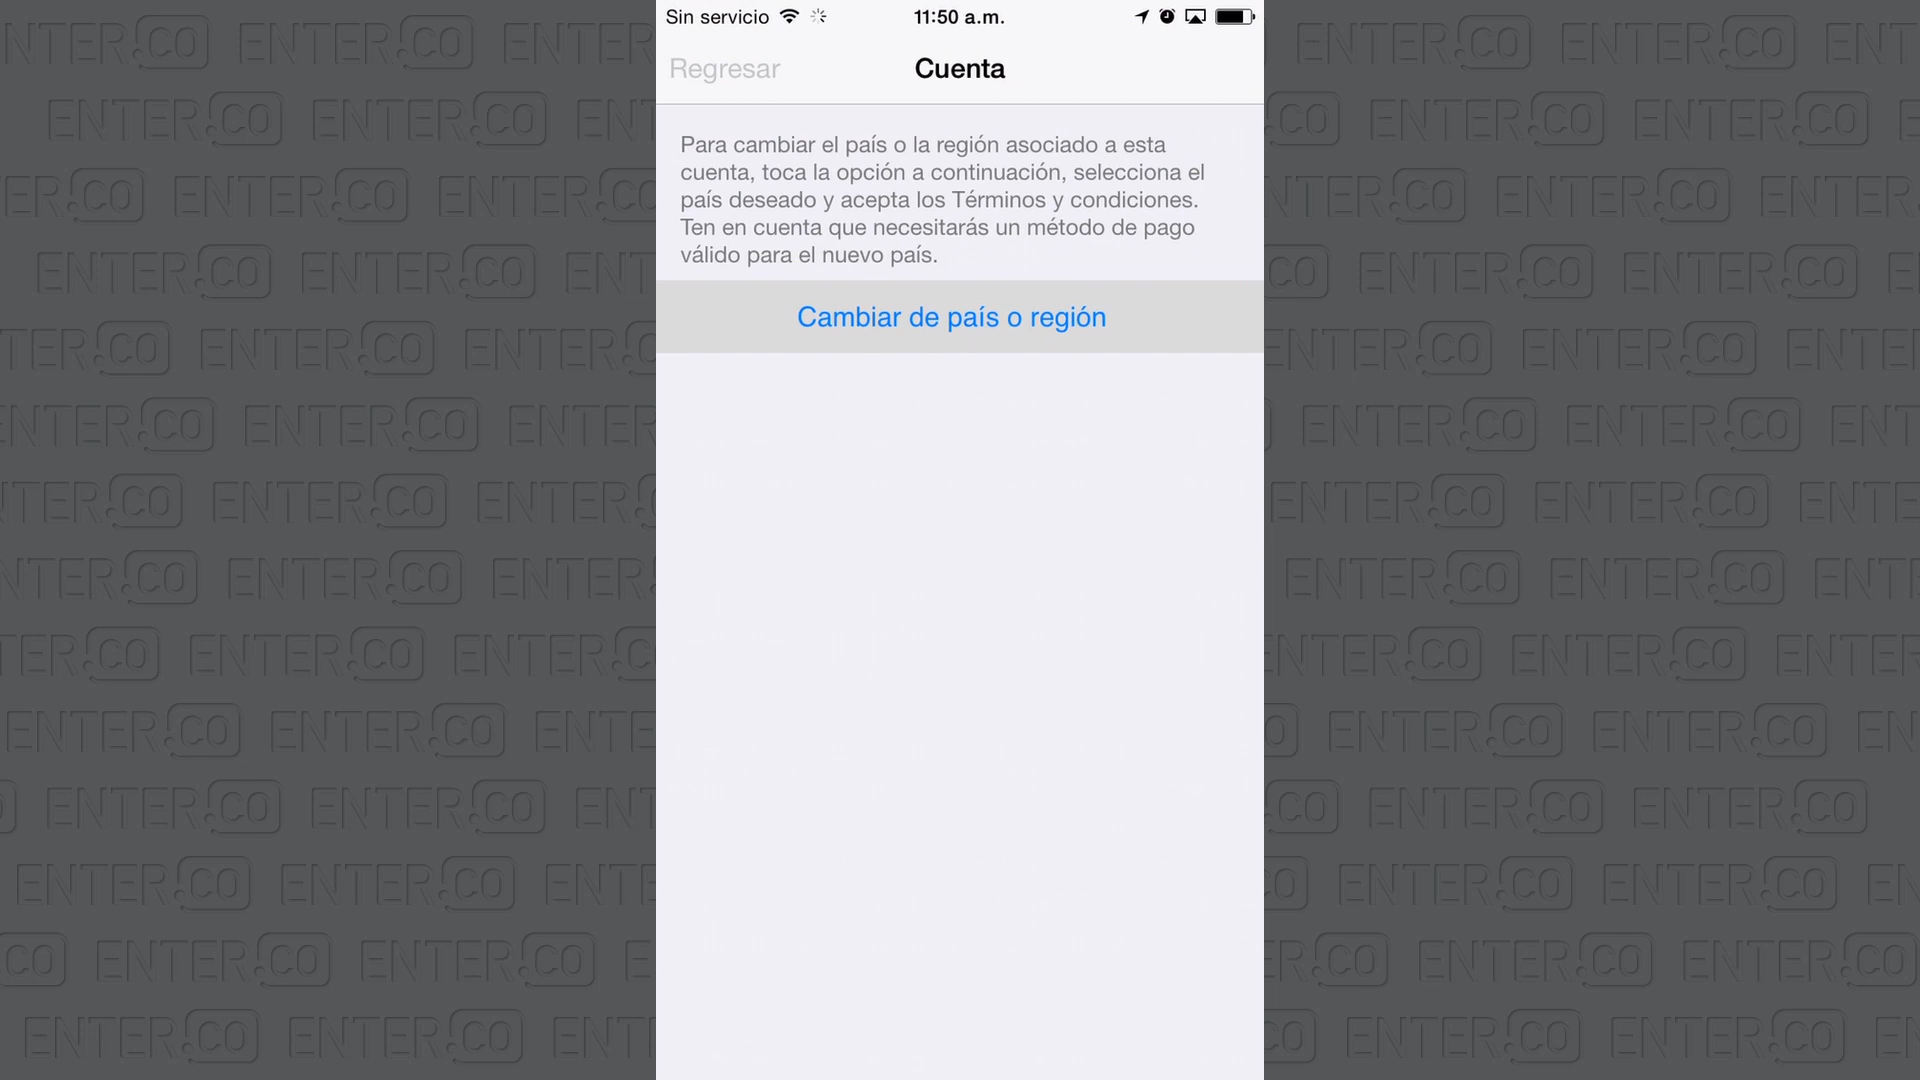 Sin servicio 11:50 a.m.
Regresar Cuenta
Para cambiar el país o la región asociado a esta
cuenta, toca la opción a continuación, selecciona el
país deseado y acepta los Términos y condiciones.
Ten en cuenta que necesitarás un método de pago
válido para el nuevo país.
Cambiar de país o región
ENTER.CO